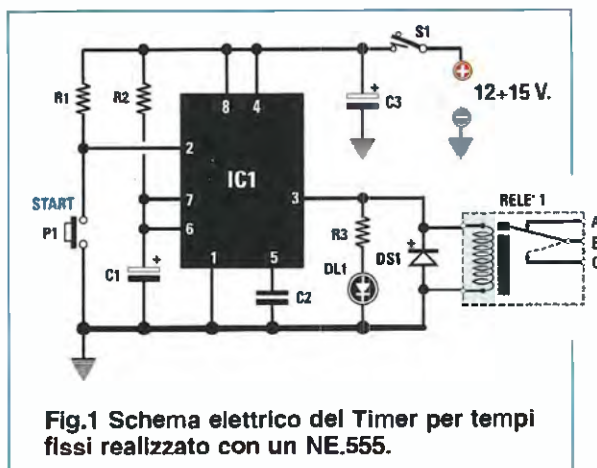 S1
R1
R2
8
4
C3
12÷15 V.
2
IC1
START
P1
7
6
3
RELE' 1
A
B
C
R3
C1
1
5
C2
DL1
DS1
Fig.1 Schema elettrico del Timer per tempi
fissi realizzato con un NE.555.